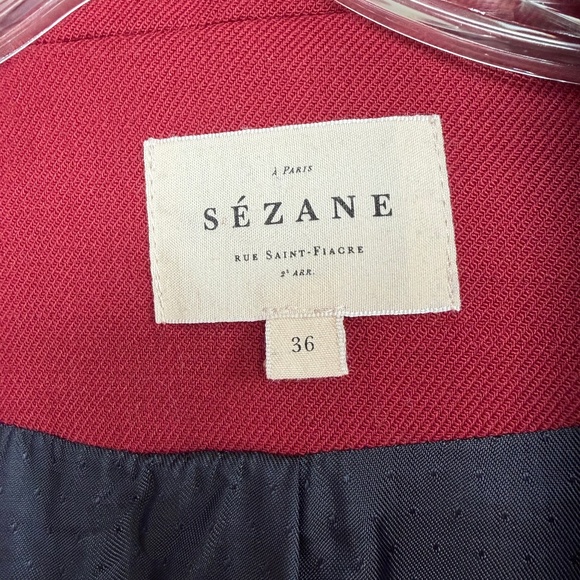 À PARIS
SÉZANE
RUE SAINT-FIACRE
2ᵉ ARR.
36